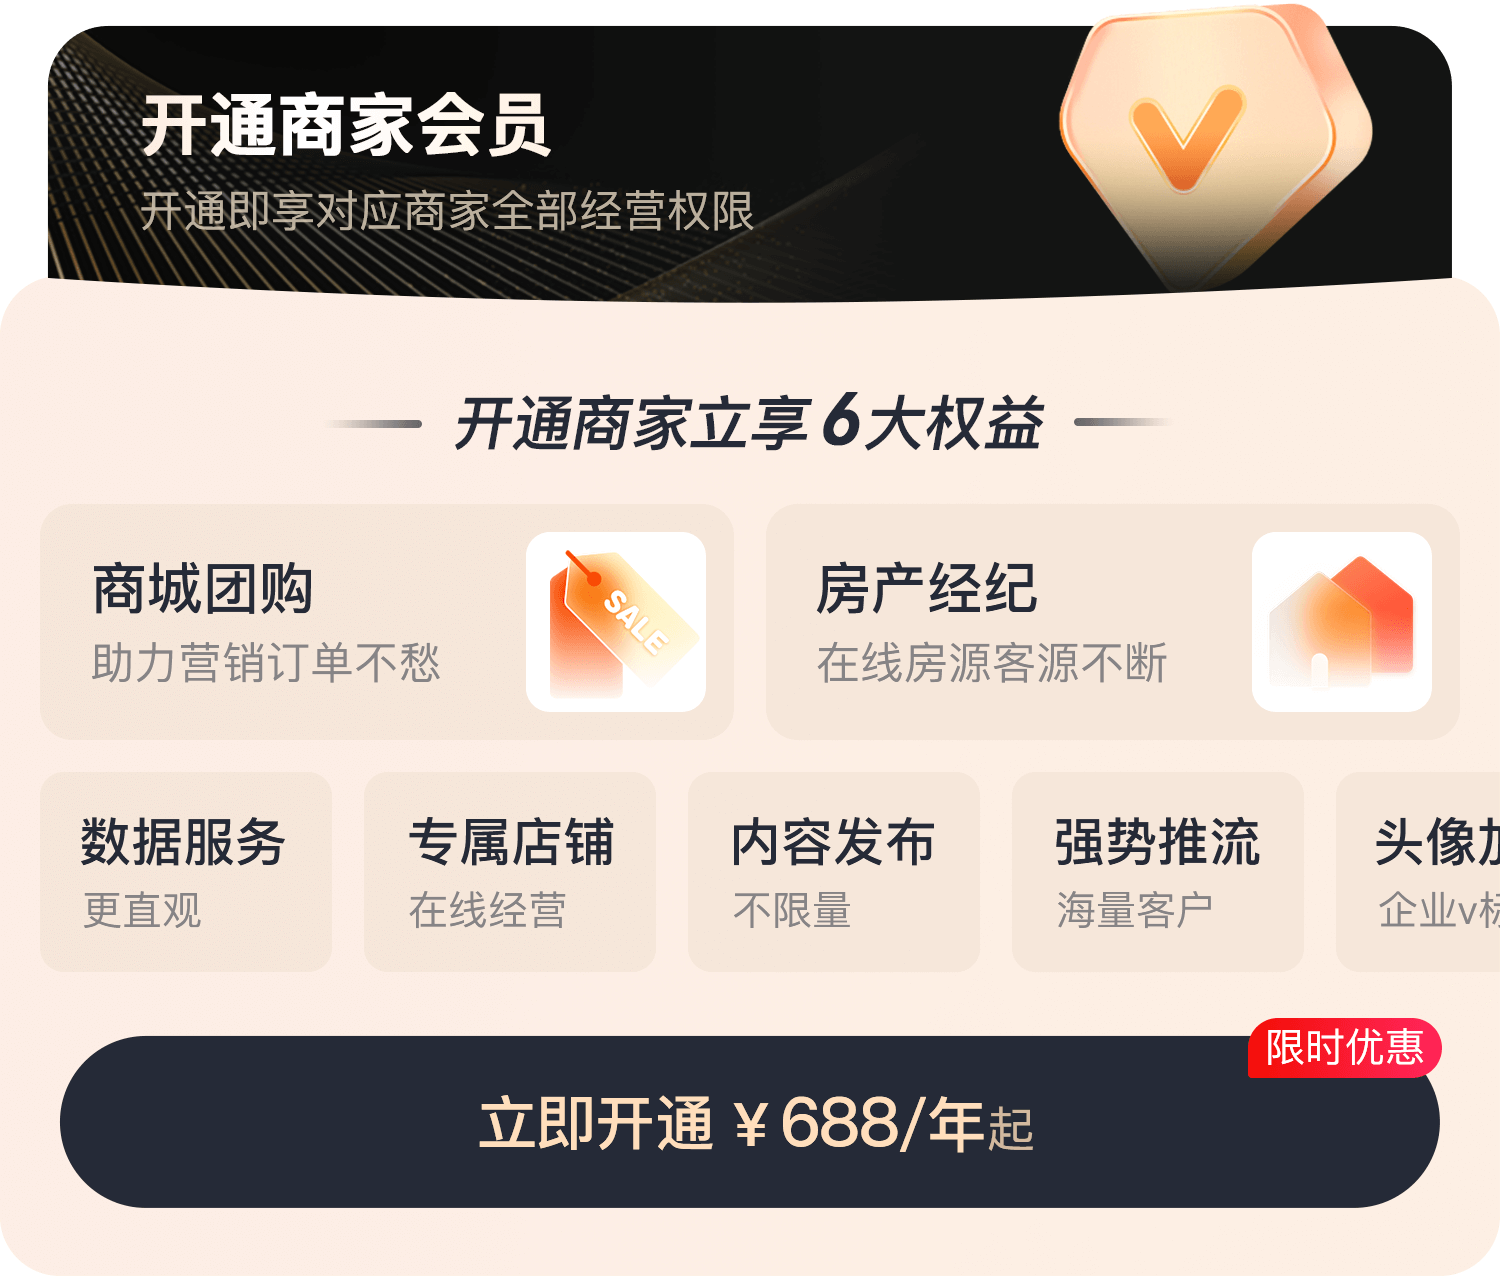 开通商家会员
开通即享对应商家全部经营权限
开通商家立享6大权益
商城团购
助力营销订单不愁
SALE
房产经纪
在线房源客源不断
数据服务
更直观
专属店铺
在线经营
内容发布
不限量
强势推流
海量客户
头像加
企业v标
限时优惠
立即开通 ¥688/年起